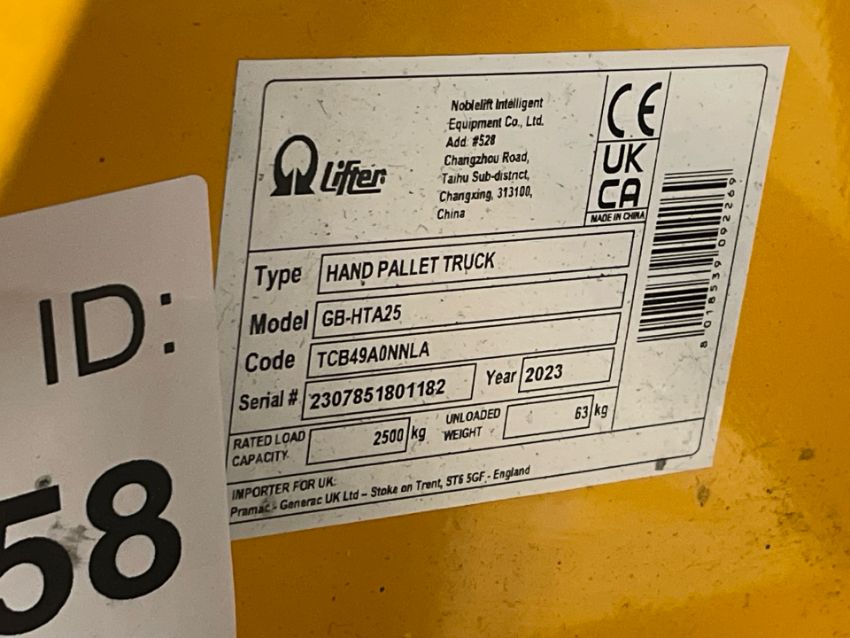 Lifter
Noblelift Intelligent
Equipment Co., Ltd.
Add. #528
Changzhou Road,
Taihu Sub-district,
Changxing, 313100,
China
CE
UK
CA
MADE IN CHINA
Type HAND PALLET TRUCK
Model GB-HTA25
Code TCB49A0NNLA
Serial # 2307851801182 Year 2023
RATED LOAD
CAPACITY. 2500 kg
UNLOADED
WEIGHT 63 kg
IMPORTER FOR UK:
Pramac - Generac UK Ltd – Stoke on Trent, ST6 5GF - England
8018539092269
ID:
58